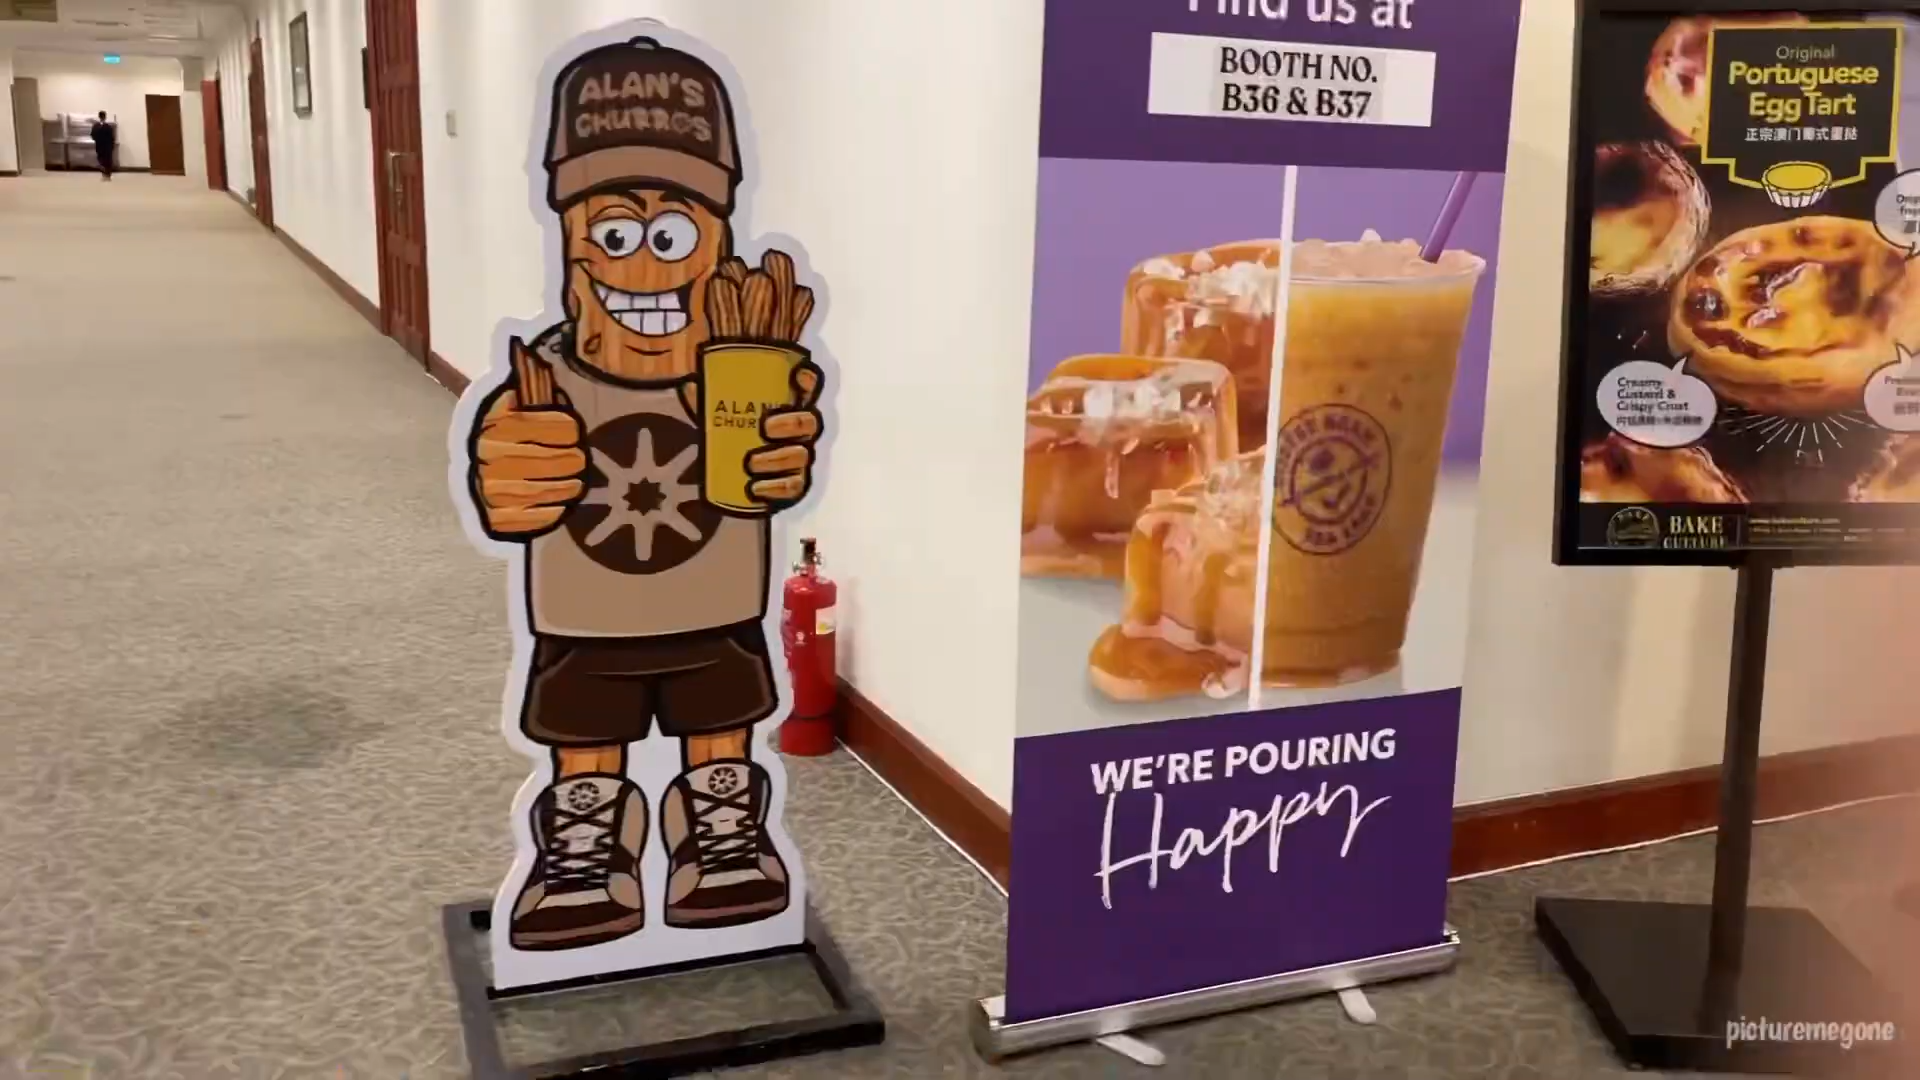 ALAN'S
CHURROS
ALAN'S
Find us at
BOOTH NO.
B36 & B37
WE'RE POURING
Happy
Original
Portuguese
Egg Tart
正宗澳门葡式蛋挞
Creamy
Custard &
Crispy Crust
BAKE
CULTURE
picturemegone